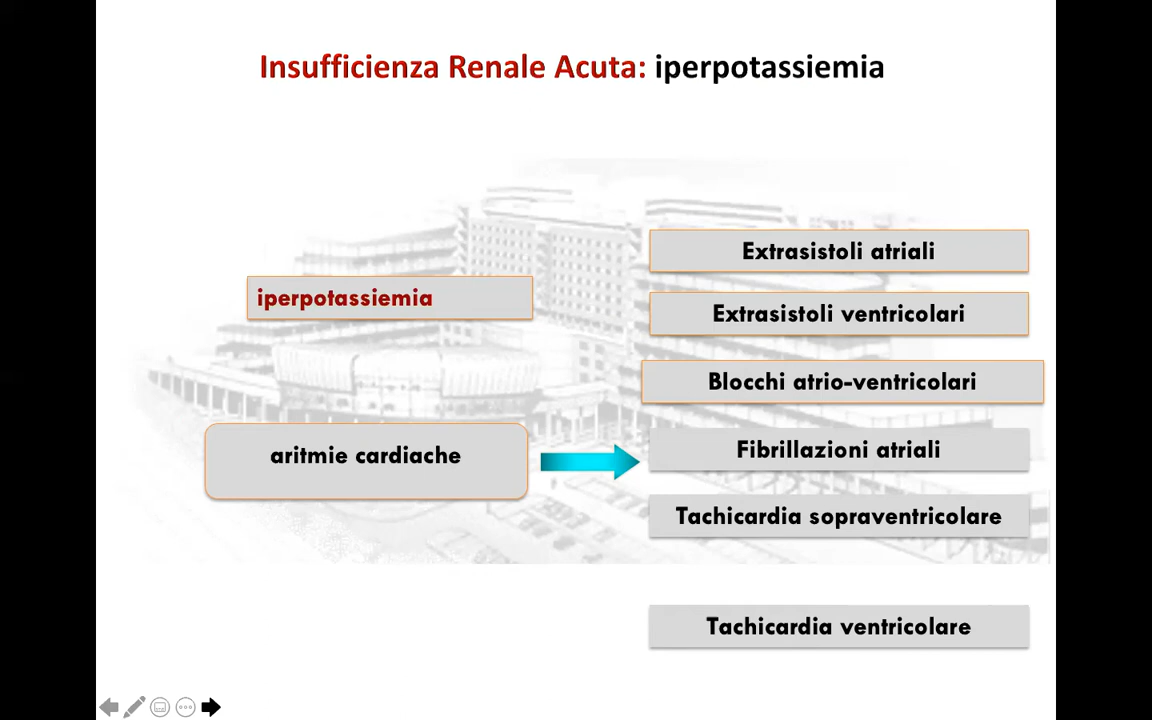 Insufficienza Renale Acuta: iperpotassiemia
iperpotassiemia
aritmie cardiache
Extrasistoli atriali
Extrasistoli ventricolari
Blocchi atrio-ventricolari
Fibrillazioni atriali
Tachicardia sopraventricolare
Tachicardia ventricolare